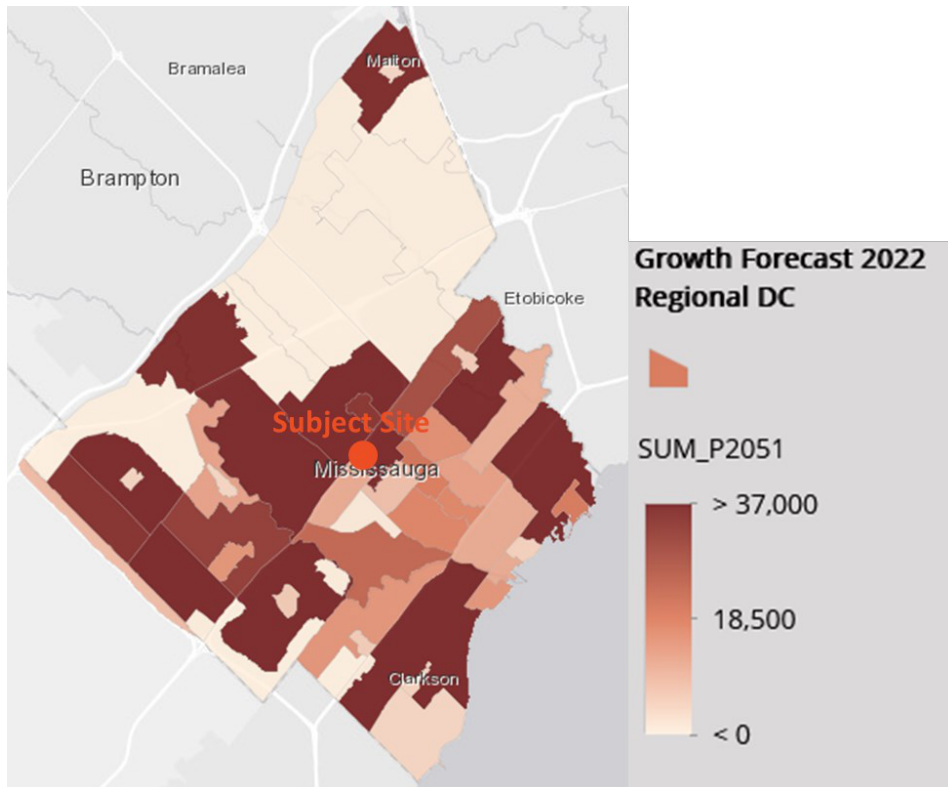 Malton
Bramalea
Brampton
Etobicoke
Growth Forecast 2022
Regional DC
Subject Site
SUM_P2051
Mississauga
> 37,000
18,500
Clarkson
< 0